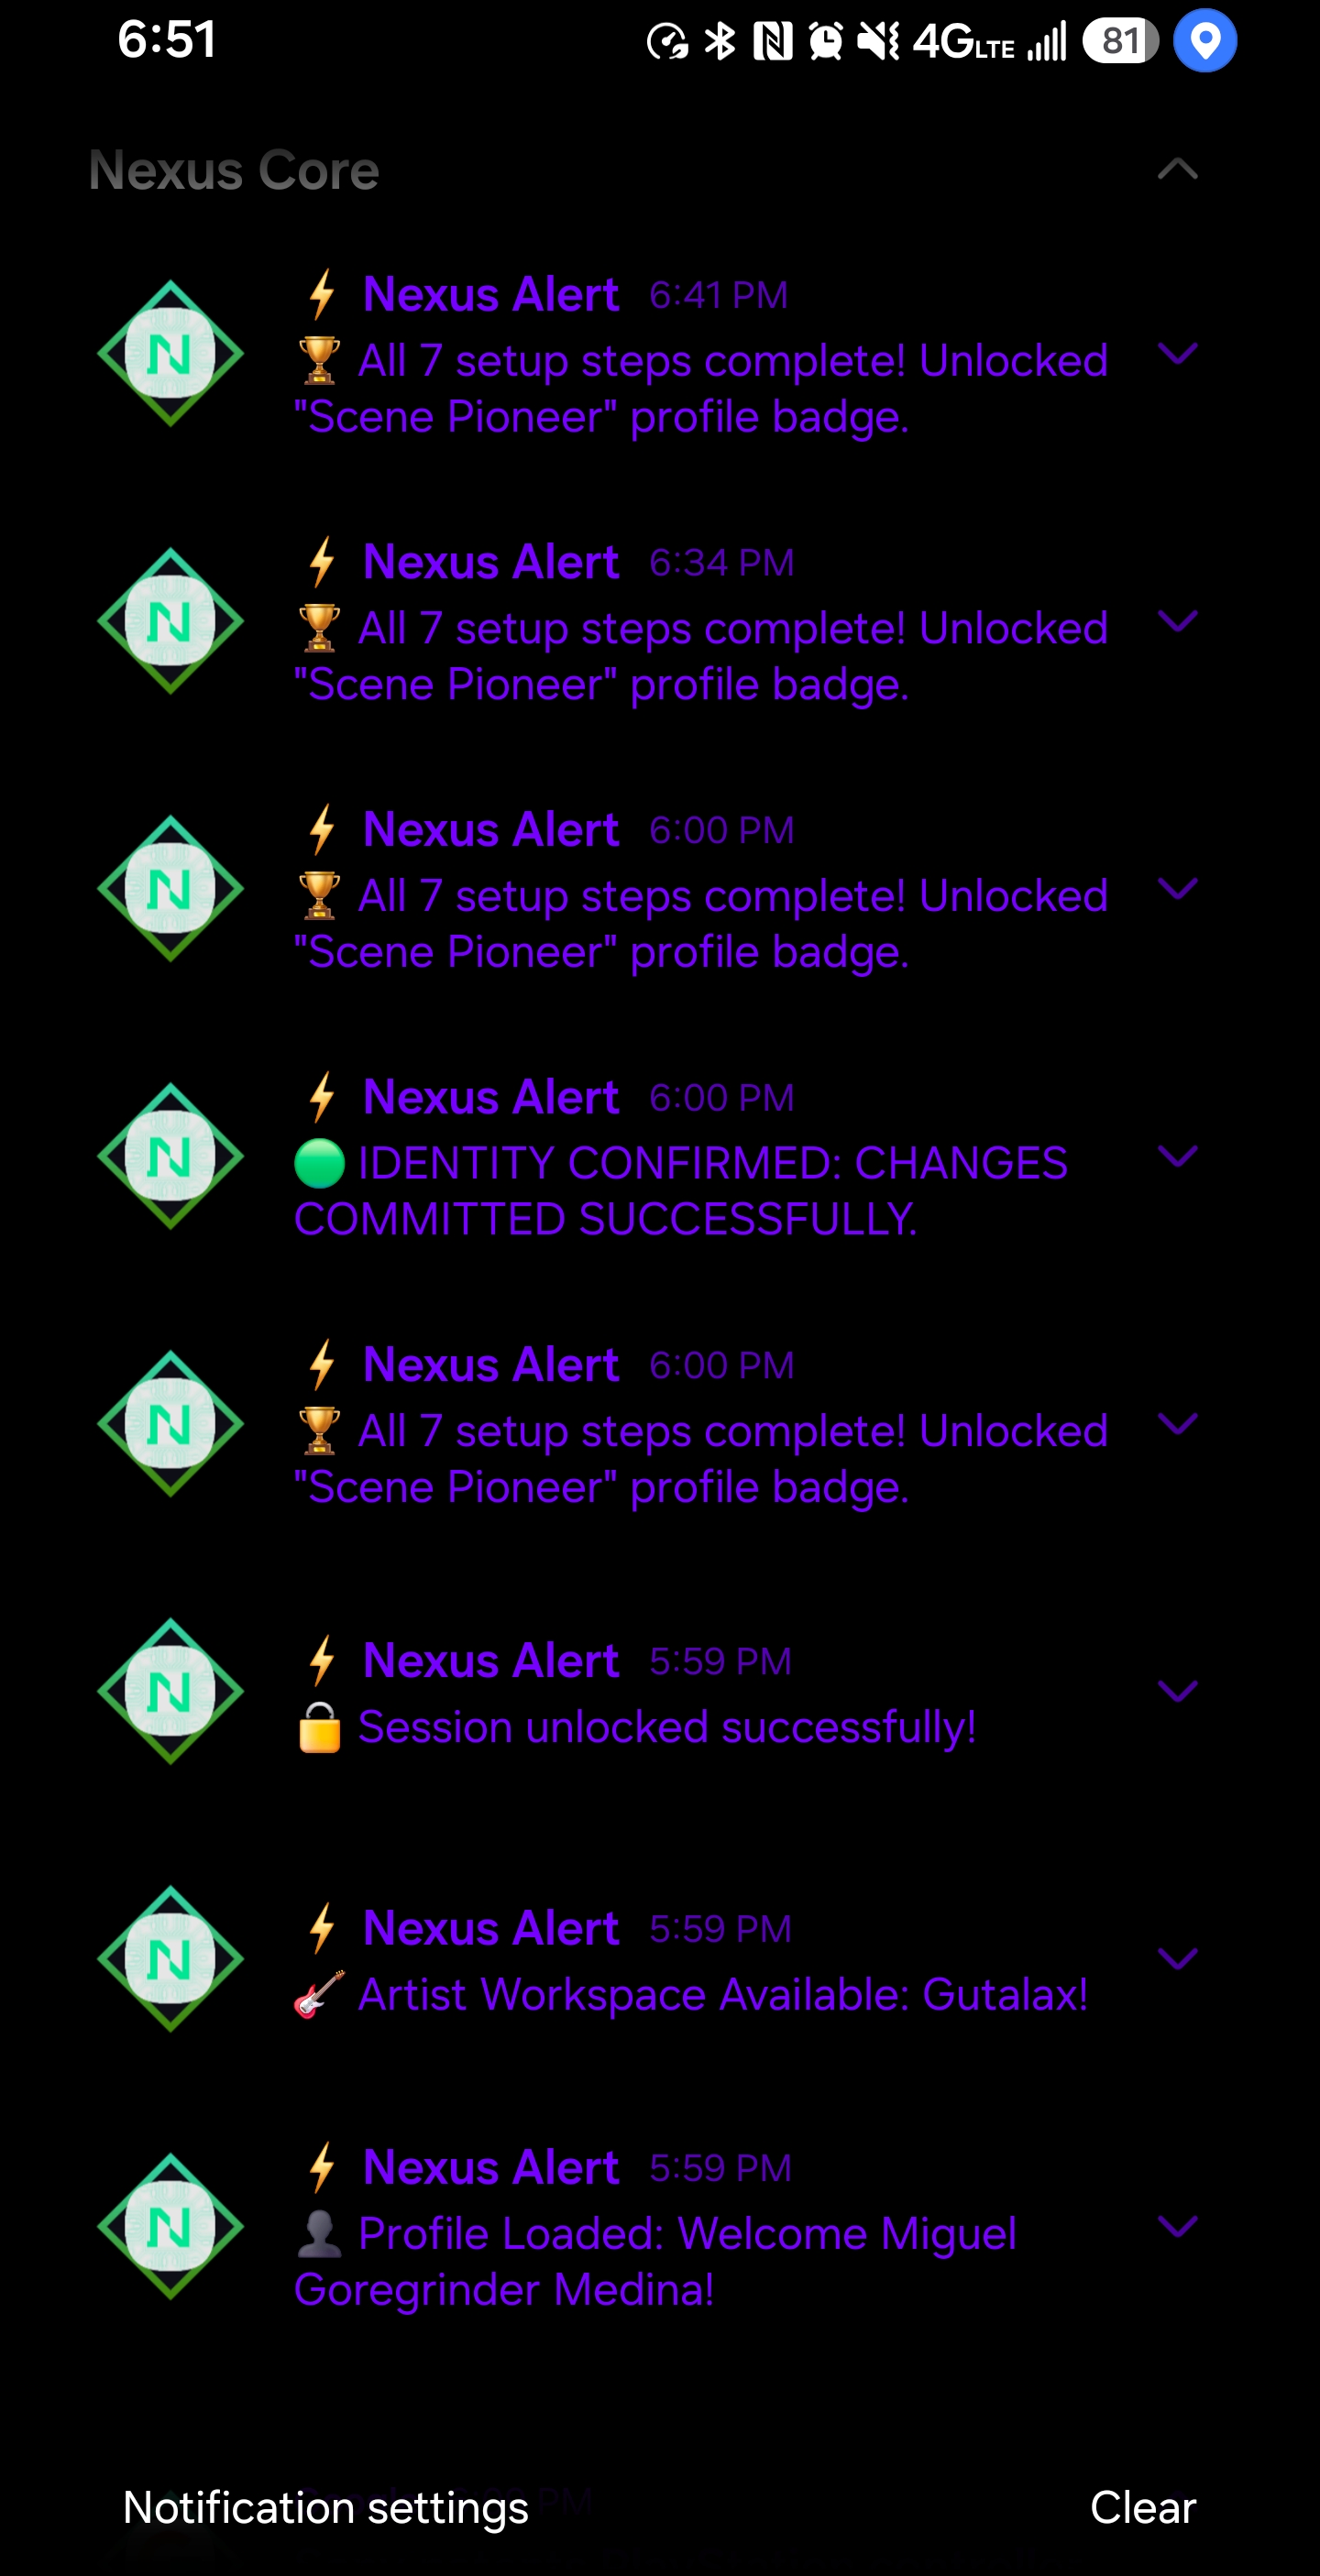 6:51
4GLTE
81
Nexus Core
⚡ Nexus Alert 6:41 PM
🏆 All 7 setup steps complete! Unlocked
"Scene Pioneer" profile badge.
⚡ Nexus Alert 6:34 PM
🏆 All 7 setup steps complete! Unlocked
"Scene Pioneer" profile badge.
⚡ Nexus Alert 6:00 PM
🏆 All 7 setup steps complete! Unlocked
"Scene Pioneer" profile badge.
⚡ Nexus Alert 6:00 PM
🟢 IDENTITY CONFIRMED: CHANGES
COMMITTED SUCCESSFULLY.
⚡ Nexus Alert 6:00 PM
🏆 All 7 setup steps complete! Unlocked
"Scene Pioneer" profile badge.
⚡ Nexus Alert 5:59 PM
🔓 Session unlocked successfully!
⚡ Nexus Alert 5:59 PM
🎸 Artist Workspace Available: Gutalax!
⚡ Nexus Alert 5:59 PM
👤 Profile Loaded: Welcome Miguel
Goregrinder Medina!
PM
Notification settings
Clear